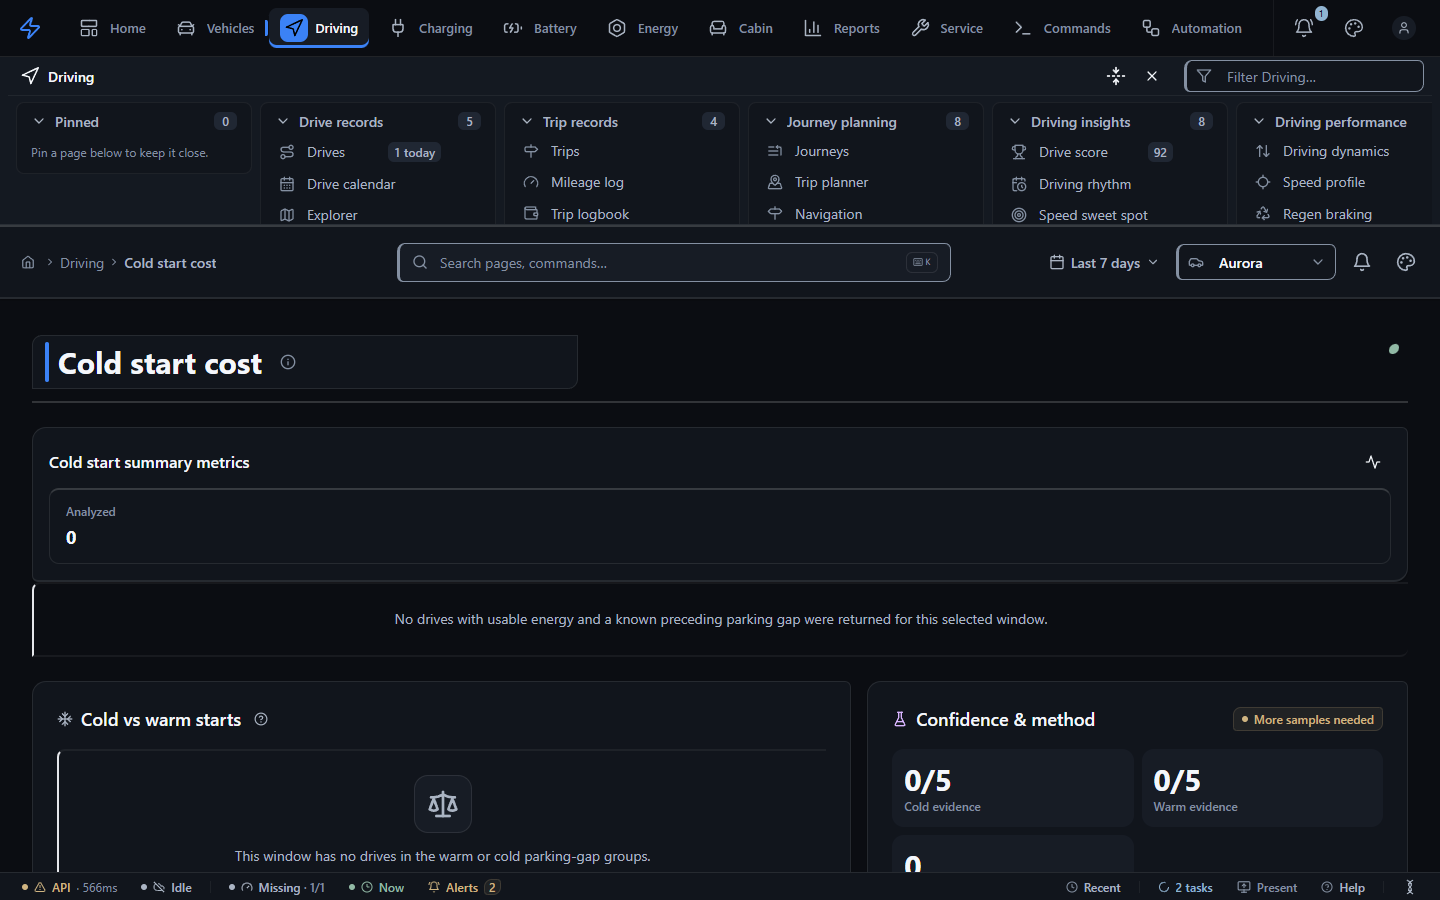 Home
Vehicles
Driving
Charging
Battery
Energy
Cabin
Reports
Service
Commands
Automation
1
Driving
Filter Driving...
Pinned 0
Pin a page below to keep it close.
Drive records 5
Drives 1 today
Drive calendar
Explorer
Trip records 4
Trips
Mileage log
Trip logbook
Journey planning 8
Journeys
Trip planner
Navigation
Driving insights 8
Drive score 92
Driving rhythm
Speed sweet spot
Driving performance
Driving dynamics
Speed profile
Regen braking
Driving
Cold start cost
Search pages, commands...
K
Last 7 days
Aurora
Cold start cost
Cold start summary metrics
Analyzed
0
No drives with usable energy and a known preceding parking gap were returned for this selected window.
Cold vs warm starts
This window has no drives in the warm or cold parking-gap groups.
Confidence & method
More samples needed
0/5
Cold evidence
0/5
Warm evidence
0
API · 566ms
Idle
Missing · 1/1
Now
Alerts 2
Recent
2 tasks
Present
Help